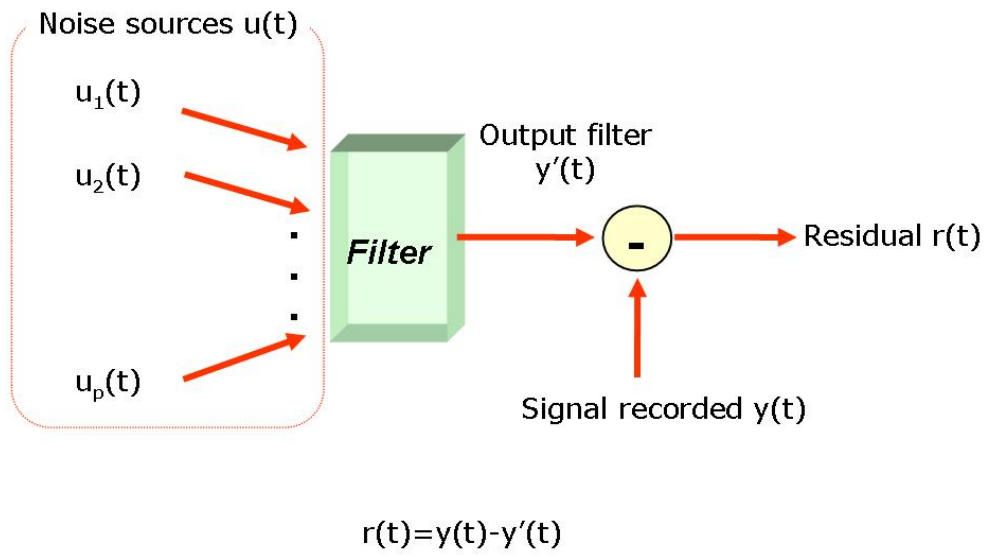 Noise sources u(t)
u₁(t)
u₂(t)
uₚ(t)
Filter
Output filter
y′(t)
-
Residual r(t)
Signal recorded y(t)
r(t)=y(t)-y′(t)